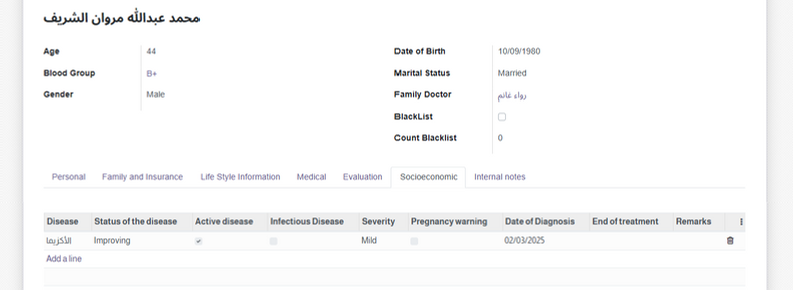 محمد عبدالله مروان الشريف
Age 44 Date of Birth 10/09/1980
Blood Group B+ Marital Status Married
Gender Male Family Doctor رواء غانم
BlackList
Count Blacklist 0
Personal Family and Insurance Life Style Information Medical Evaluation Socioeconomic Internal notes
Disease Status of the disease Active disease Infectious Disease Severity Pregnancy warning Date of Diagnosis End of treatment Remarks
الأكزيما Improving Mild 02/03/2025
Add a line